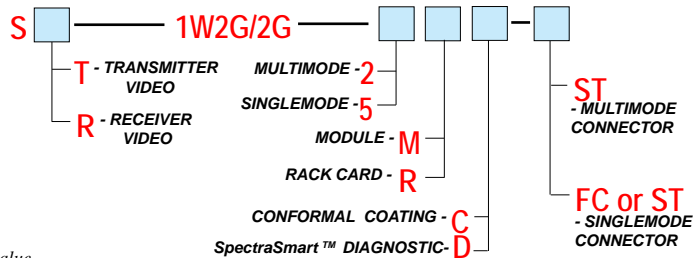 S 1W2G/2G -
T - TRANSMITTER
VIDEO
R - RECEIVER
VIDEO
MULTIMODE -2
SINGLEMODE -5
MODULE - M
RACK CARD - R
CONFORMAL COATING - C
SpectraSmart ™ DIAGNOSTIC- D
ST
- MULTIMODE
CONNECTOR
FC or ST
- SINGLEMODE
CONNECTOR